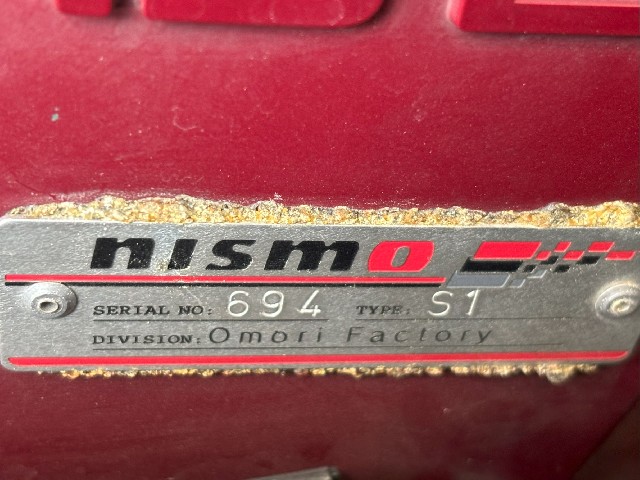 nismo
SERIAL NO: 694 TYPE: S1
DIVISION: Omori Factory